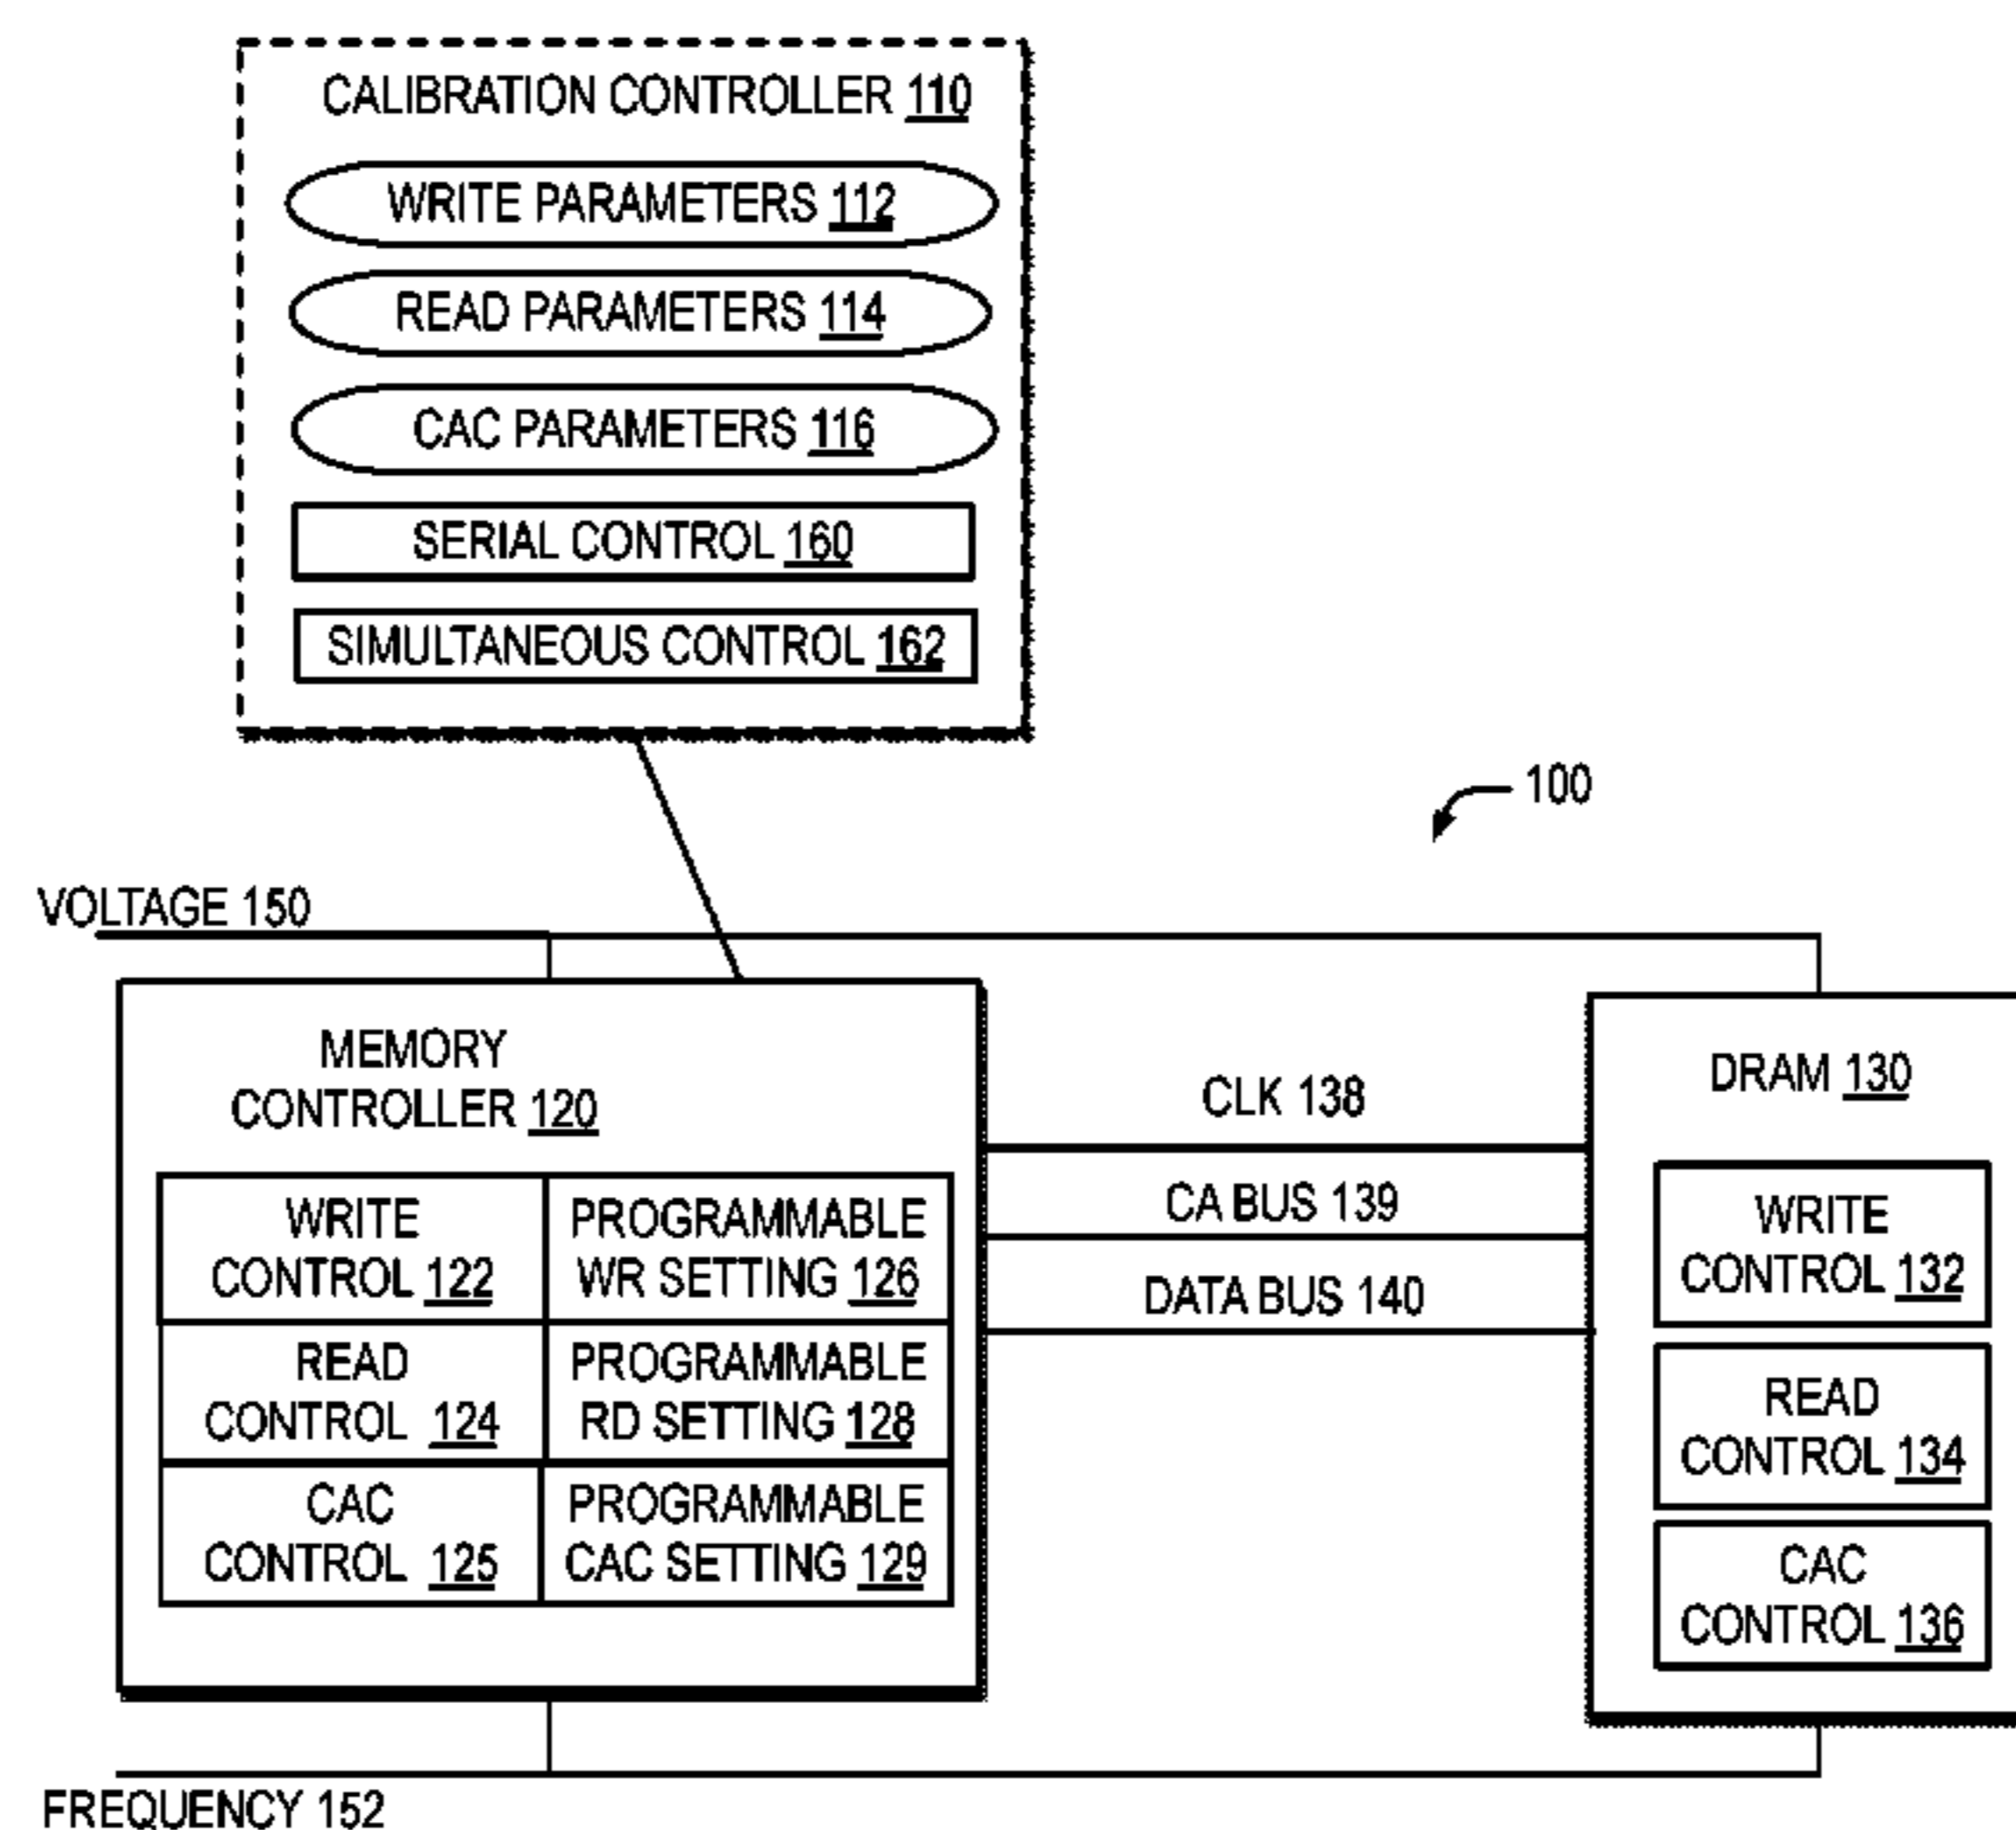 CALIBRATION CONTROLLER 110
WRITE PARAMETERS 112
READ PARAMETERS 114
CAC PARAMETERS 116
SERIAL CONTROL 160
SIMULTANEOUS CONTROL 162
100
VOLTAGE 150
MEMORY
CONTROLLER 120
WRITE
CONTROL 122
PROGRAMMABLE
WR SETTING 126
READ
CONTROL 124
PROGRAMMABLE
RD SETTING 128
CAC
CONTROL 125
PROGRAMMABLE
CAC SETTING 129
CLK 138
CA BUS 139
DATA BUS 140
DRAM 130
WRITE
CONTROL 132
READ
CONTROL 134
CAC
CONTROL 136
FREQUENCY 152